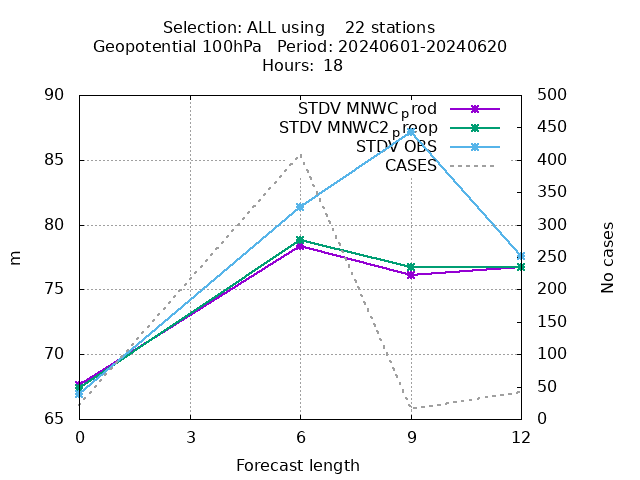 Selection: ALL using 22 stations
Geopotential 100hPa Period: 20240601-20240620
Hours: 18
90
85
80
75
70
65
500
450
400
350
300
250
200
150
100
50
0
STDV MNWC_prod
STDV MNWC2_preop
STDV OBS
CASES
m
No cases
0 3 6 9 12
Forecast length